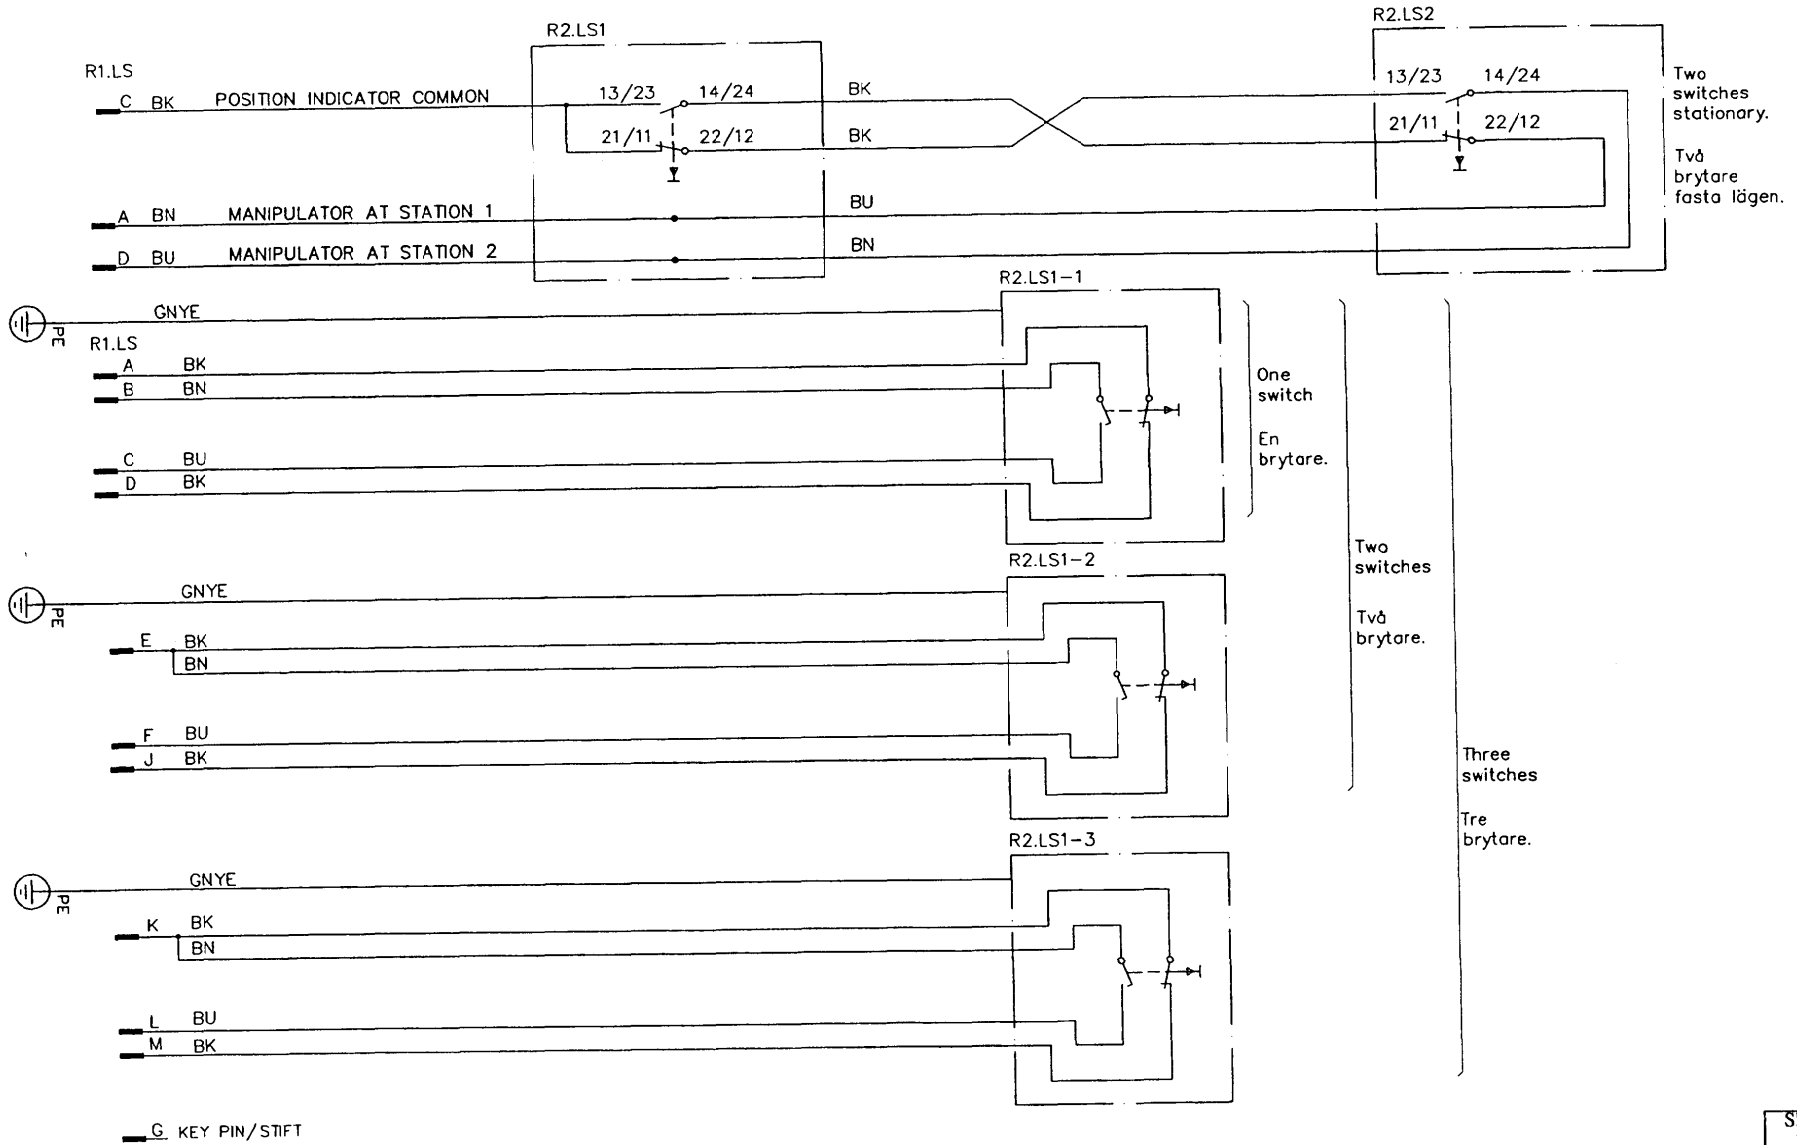 R2.LS1
R2.LS2
R1.LS
C BK POSITION INDICATOR COMMON
13/23 14/24
BK
13/23 14/24
21/11 22/12
BK
21/11 22/12
Two
switches
stationary.
Två
brytare
fasta lägen.
A BN MANIPULATOR AT STATION 1
BU
D BU MANIPULATOR AT STATION 2
BN
R2.LS1-1
GNYE
PE
R1.LS
A BK
B BN
C BU
D BK
One
switch
En
brytare.
R2.LS1-2
GNYE
PE
E BK
BN
F BU
J BK
Two
switches
Två
brytare.
R2.LS1-3
GNYE
PE
K BK
BN
L BU
M BK
Three
switches
Tre
brytare.
G KEY PIN/STIFT